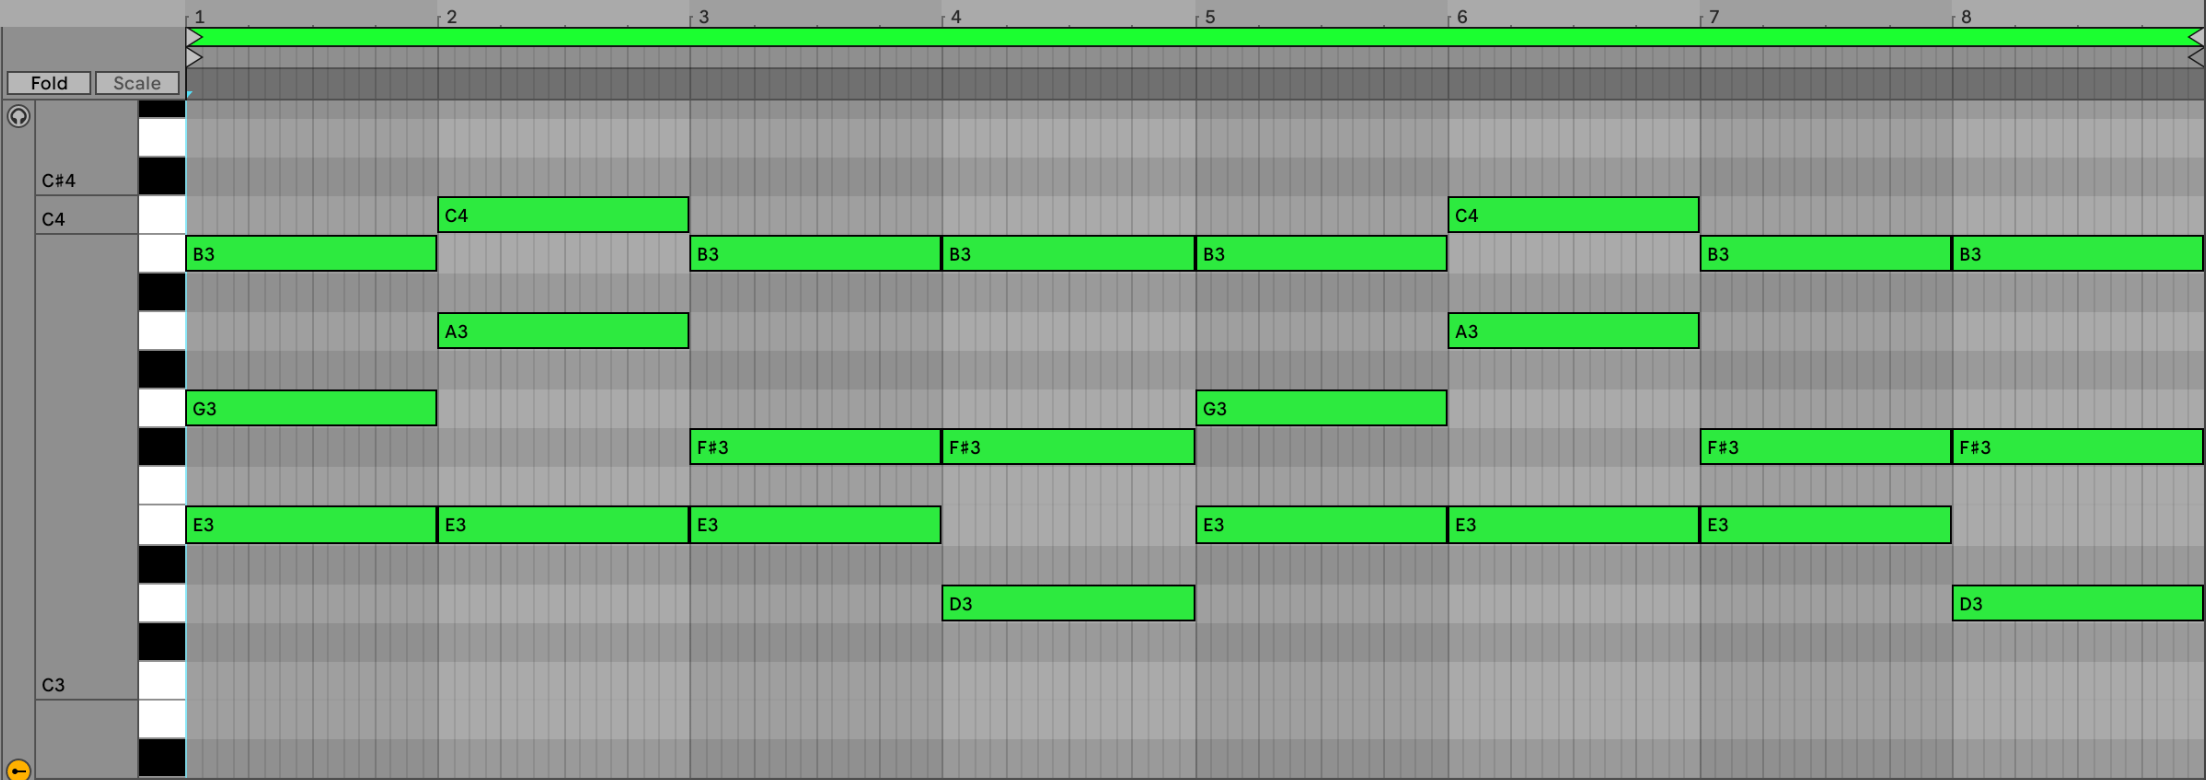 1 2 3 4 5 6 7 8
Fold Scale
C#4
C4 C4 C4
B3 B3 B3 B3 B3 B3
A3 A3
G3 G3
F#3 F#3 F#3 F#3
E3 E3 E3 E3 E3 E3
D3 D3
C3